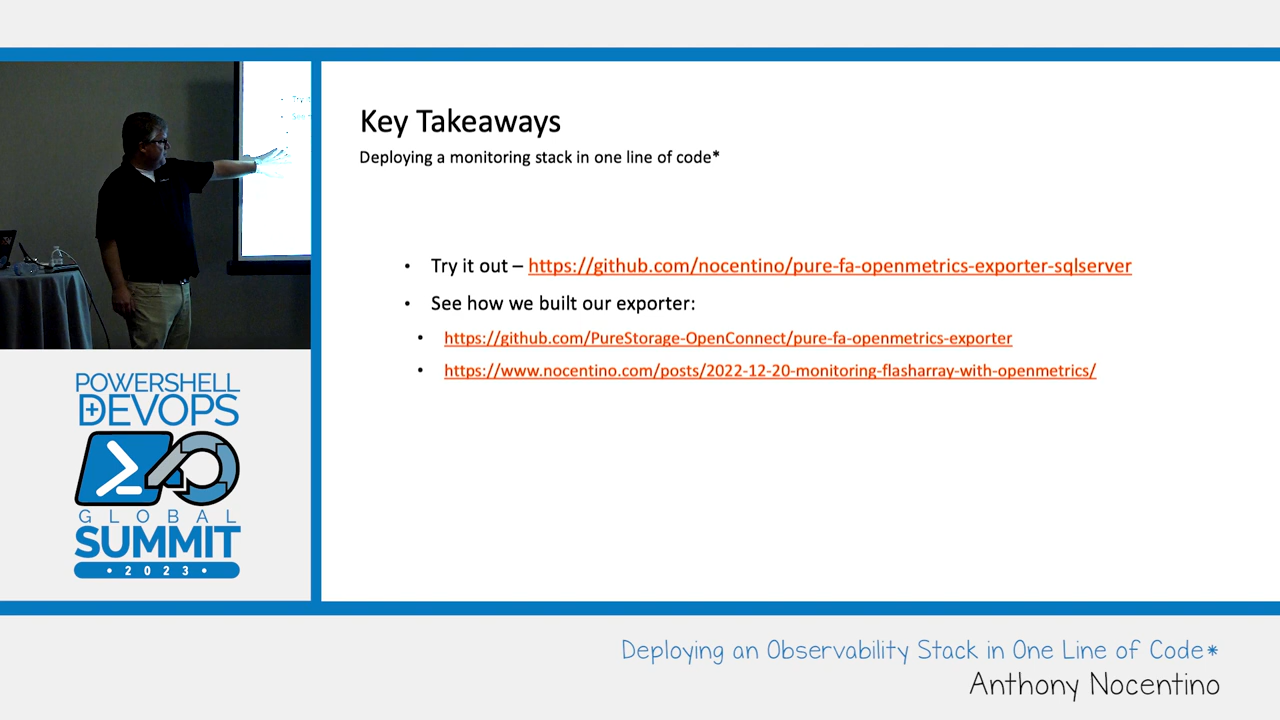 Key Takeaways
Deploying a monitoring stack in one line of code*
• Try it out – https://github.com/nocentino/pure-fa-openmetrics-exporter-sqlserver
• See how we built our exporter:
• https://github.com/PureStorage-OpenConnect/pure-fa-openmetrics-exporter
• https://www.nocentino.com/posts/2022-12-20-monitoring-flasharray-with-openmetrics/
POWERSHELL
+DEVOPS
GLOBAL
SUMMIT
• 2023 •
Deploying an Observability Stack in One Line of Code*
Anthony Nocentino